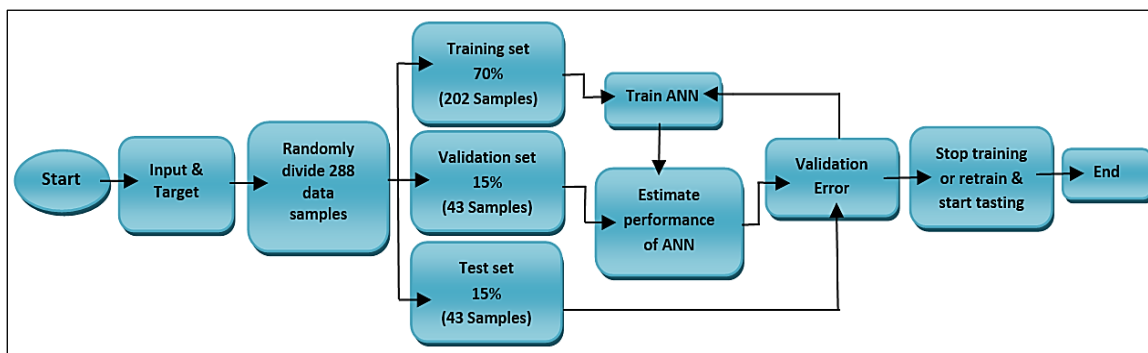 Start
Input &
Target
Randomly
divide 288
data
samples
Training set
70%
(202 Samples)
Validation set
15%
(43 Samples)
Test set
15%
(43 Samples)
Train ANN
Estimate
performance
of ANN
Validation
Error
Stop training
or retrain &
start tasting
End